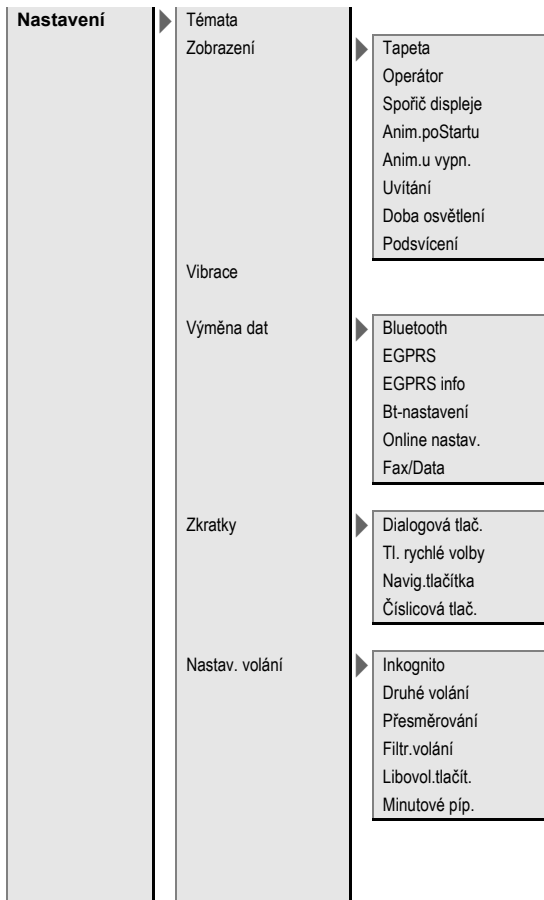 Nastavení
Témata
Zobrazení
Tapeta
Operátor
Spořič displeje
Anim.poStartu
Anim.u vypn.
Uvítání
Doba osvětlení
Podsvícení
Vibrace
Výměna dat
Bluetooth
EGPRS
EGPRS info
Bt-nastavení
Online nastav.
Fax/Data
Zkratky
Dialogová tlač.
Tl. rychlé volby
Navig.tlačítka
Číslicová tlač.
Nastav. volání
Inkognito
Druhé volání
Přesměrování
Filtr.volání
Libovol.tlačít.
Minutové píp.